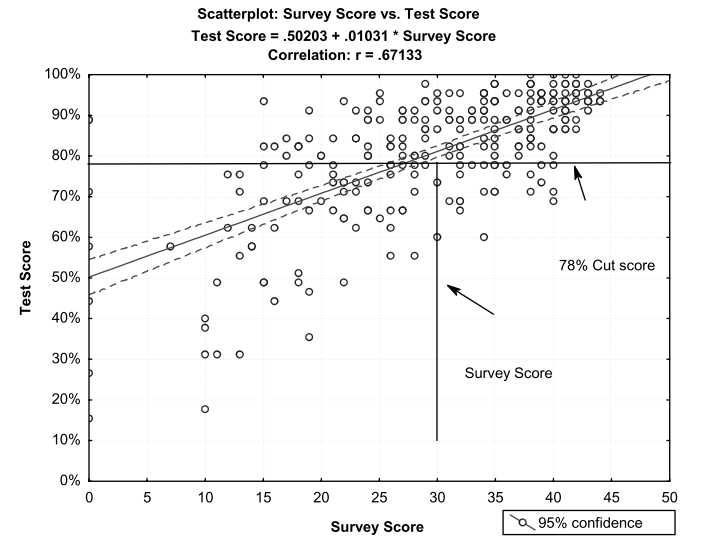 Scatterplot: Survey Score vs. Test Score
Test Score = .50203 + .01031 * Survey Score
Correlation: r = .67133
100%
90%
80%
70%
60%
50%
40%
30%
20%
10%
0%
Test Score
78% Cut score
Survey Score
0 5 10 15 20 25 30 35 40 45 50
Survey Score
95% confidence